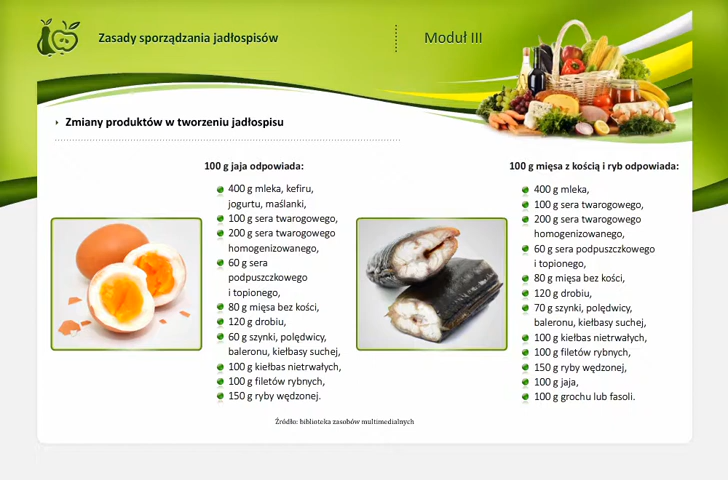 Zasady sporządzania jadłospisów
Moduł III
Zmiany produktów w tworzeniu jadłospisu
100 g jaja odpowiada:
400 g mleka, kefiru,
jogurtu, maślanki,
100 g sera twarogowego,
200 g sera twarogowego
homogenizowanego,
60 g sera
podpuszczkowego
i topionego,
80 g mięsa bez kości,
120 g drobiu,
60 g szynki, polędwicy,
baleronu, kiełbasy suchej,
100 g kiełbas nietrwałych,
100 g filetów rybnych,
150 g ryby wędzonej.
100 g mięsa z kością i ryb odpowiada:
400 g mleka,
100 g sera twarogowego,
200 g sera twarogowego
homogenizowanego,
60 g sera podpuszczkowego
i topionego,
80 g mięsa bez kości,
120 g drobiu,
70 g szynki, polędwicy,
baleronu, kiełbasy suchej,
100 g kiełbas nietrwałych,
100 g filetów rybnych,
150 g ryby wędzonej,
100 g jaja,
100 g grochu lub fasoli.
Źródło: biblioteka zasobów multimedialnych